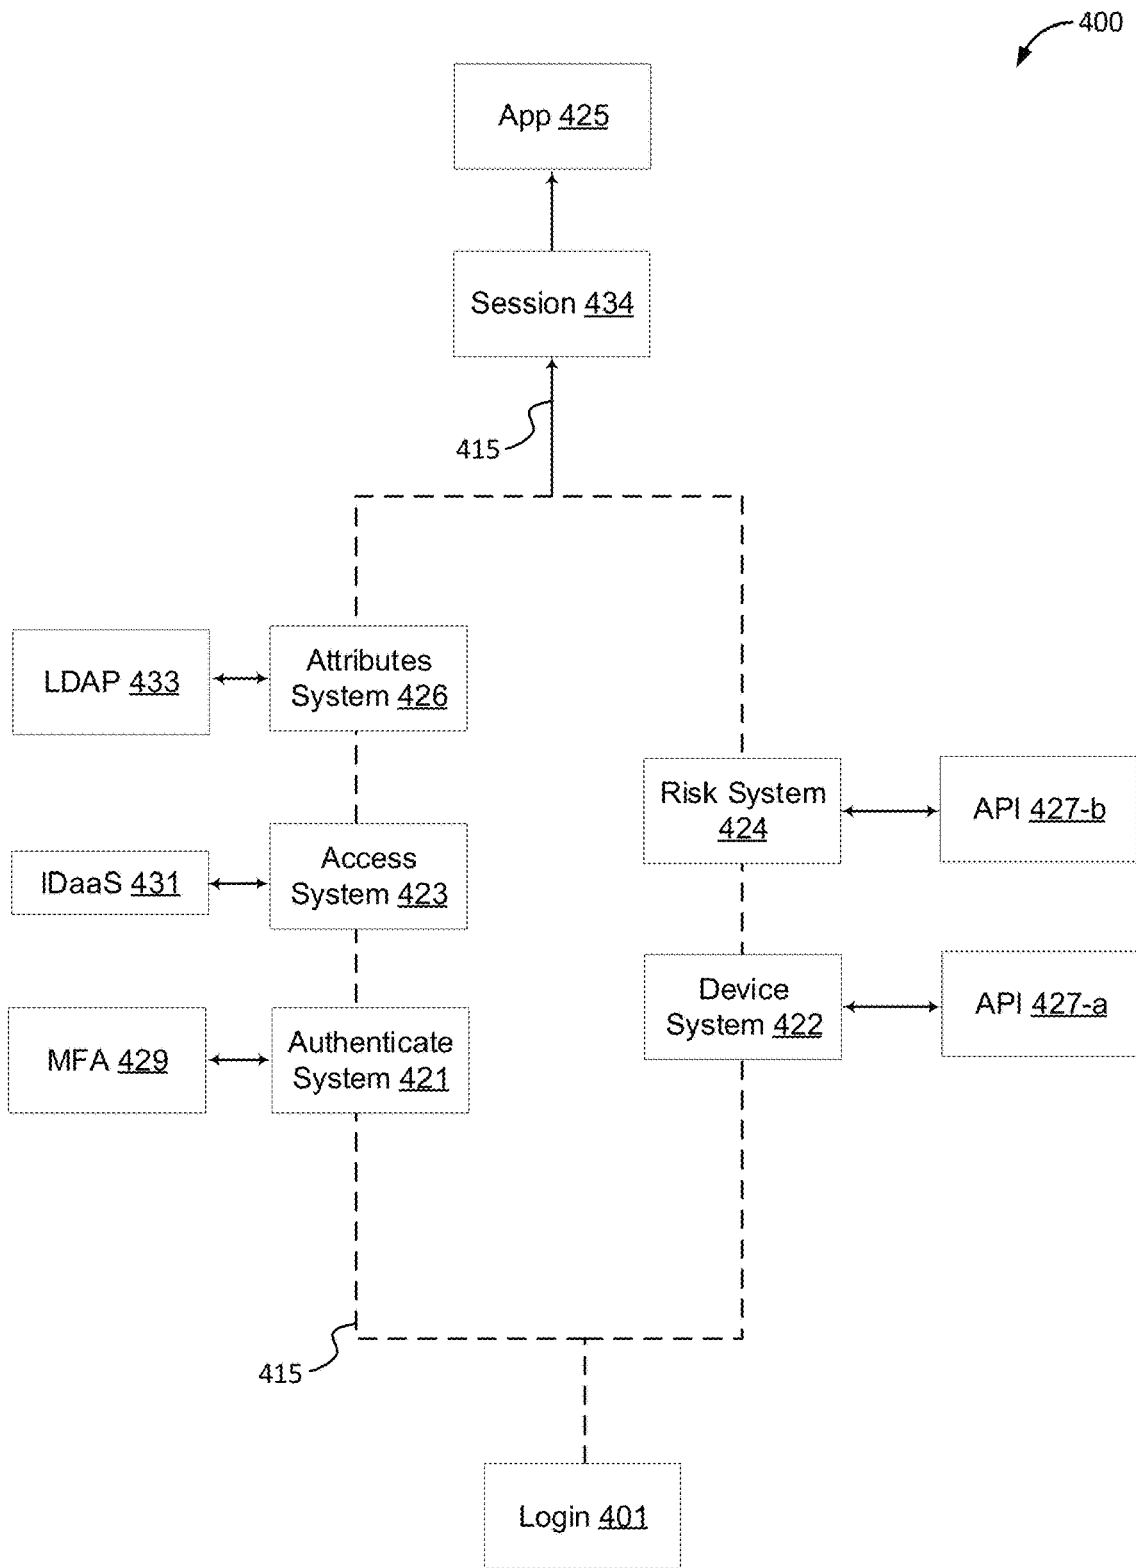 400
App 425
Session 434
415
LDAP 433
Attributes
System 426
Risk System
424
API 427-b
IDaaS 431
Access
System 423
Device
System 422
API 427-a
MFA 429
Authenticate
System 421
415
Login 401